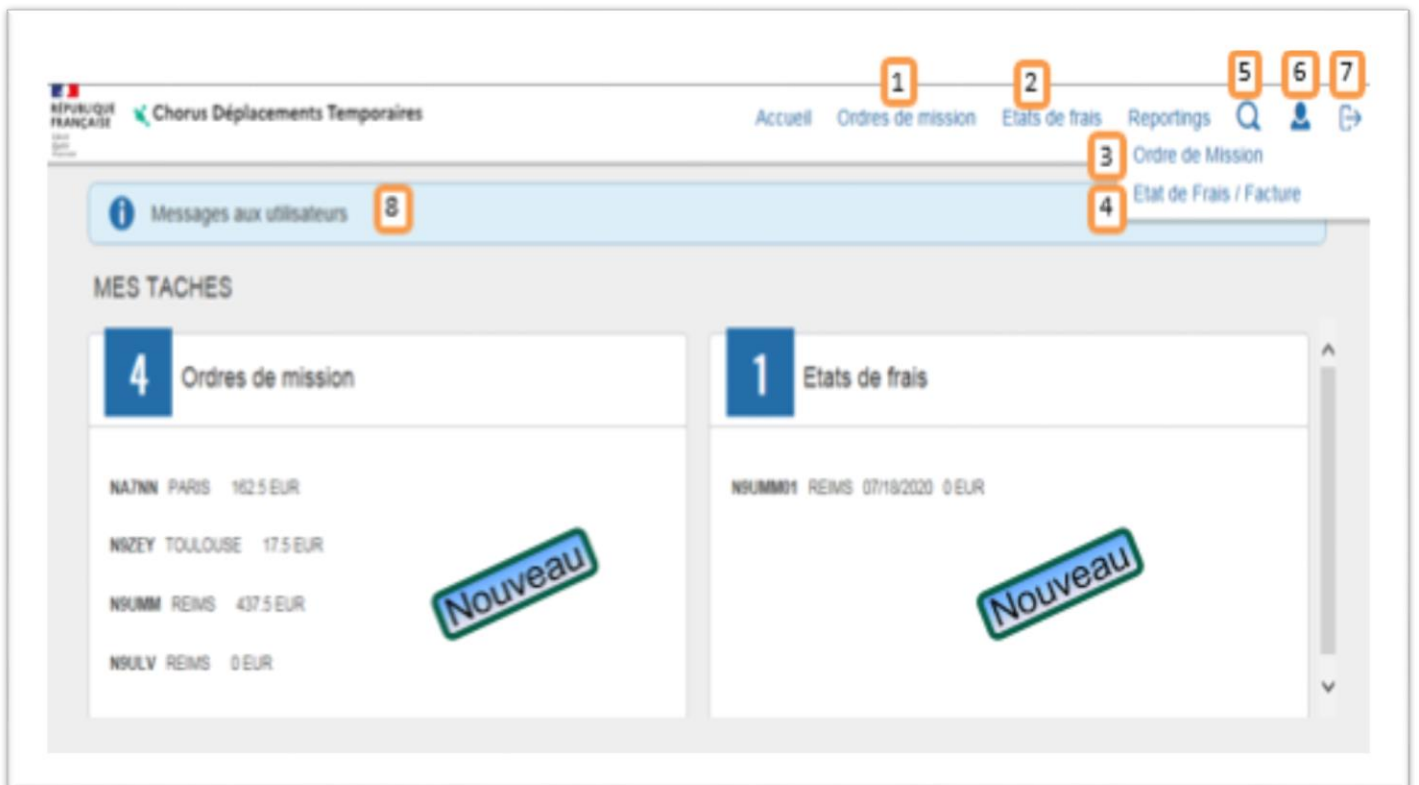 1
2
5
6
7
RÉPUBLIQUE
FRANÇAISE
Chorus Déplacements Temporaires
Accueil Ordres de mission Etats de frais Reportings
3 Ordre de Mission
4 Etat de Frais / Facture
Messages aux utilisateurs 8
MES TACHES
4 Ordres de mission
1 Etats de frais
NA7NN PARIS 162.5 EUR
N9UMM01 REIMS 07/18/2020 0 EUR
N9ZEY TOULOUSE 17.5 EUR
Nouveau
Nouveau
N9UMM REIMS 437.5 EUR
N9ULV REIMS 0 EUR